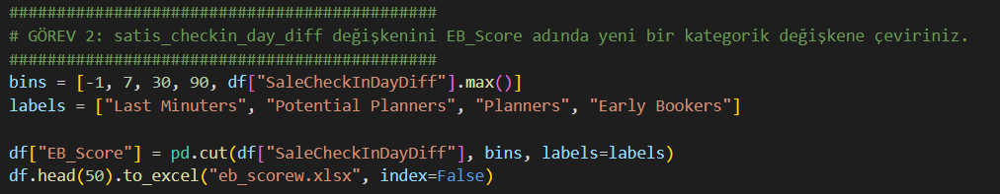 #############################################
# GÖREV 2: satis_checkin_day_diff değişkenini EB_Score adında yeni bir kategorik değişkene çeviriniz.
#############################################
bins = [-1, 7, 30, 90, df["SaleCheckInDayDiff"].max()]
labels = ["Last Minuters", "Potential Planners", "Planners", "Early Bookers"]
df["EB_Score"] = pd.cut(df["SaleCheckInDayDiff"], bins, labels=labels)
df.head(50).to_excel("eb_scorew.xlsx", index=False)